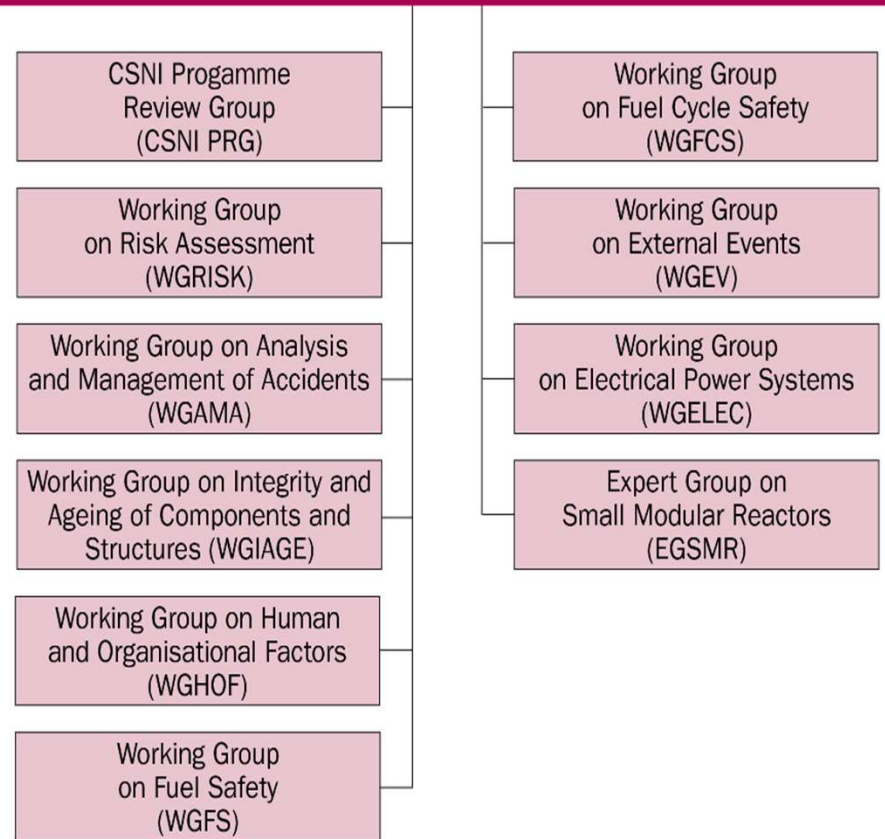 CSNI Progamme
Review Group
(CSNI PRG)
Working Group
on Risk Assessment
(WGRISK)
Working Group on Analysis
and Management of Accidents
(WGAMA)
Working Group on Integrity and
Ageing of Components and
Structures (WGIAGE)
Working Group on Human
and Organisational Factors
(WGHOF)
Working Group
on Fuel Safety
(WGFS)
Working Group
on Fuel Cycle Safety
(WGFCS)
Working Group
on External Events
(WGEV)
Working Group
on Electrical Power Systems
(WGELEC)
Expert Group on
Small Modular Reactors
(EGSMR)